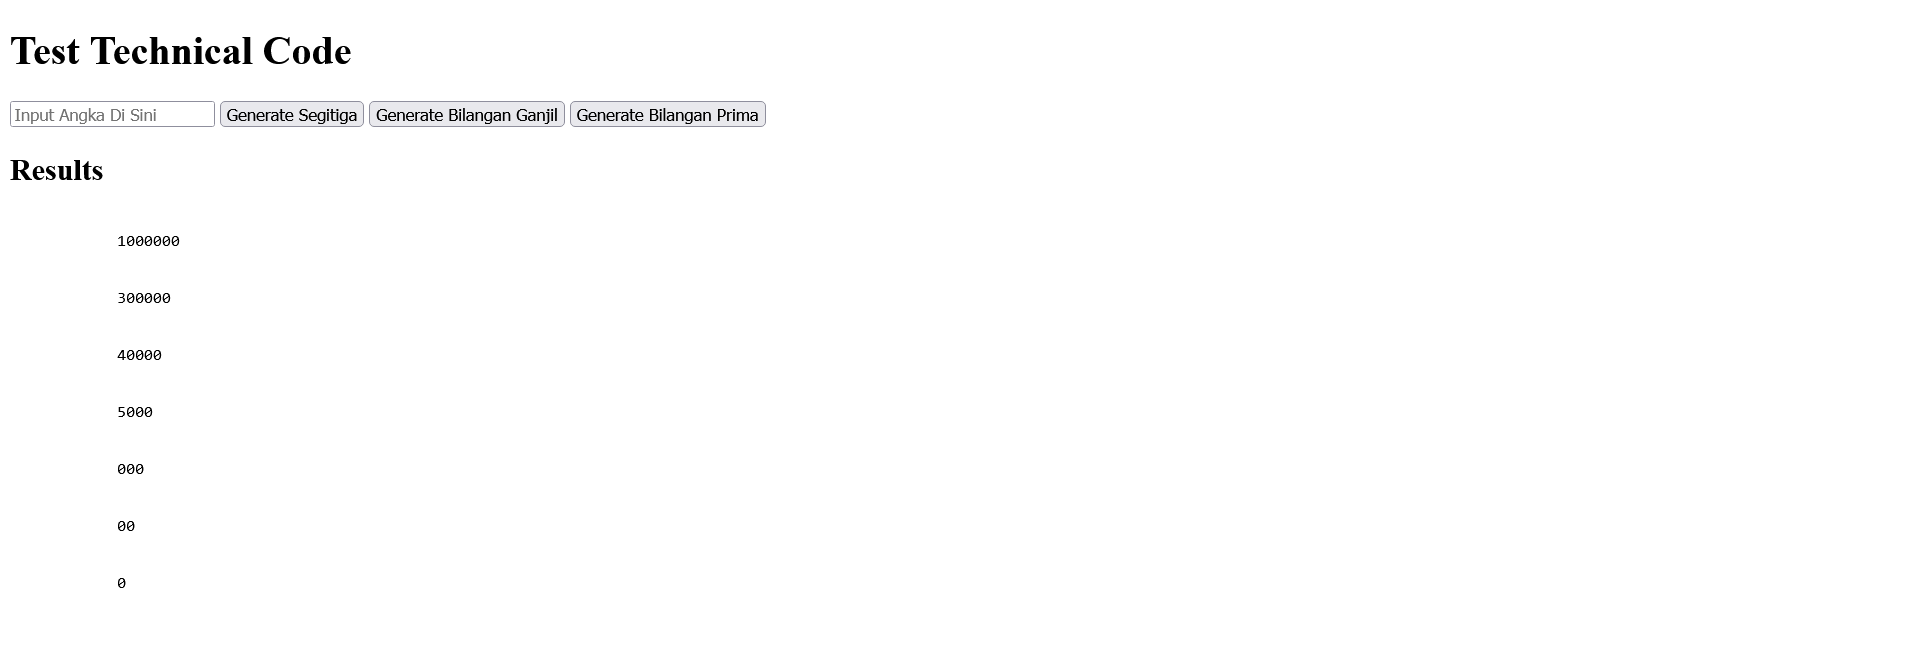 Test Technical Code
Input Angka Di Sini Generate Segitiga Generate Bilangan Ganjil Generate Bilangan Prima
Results
1000000
300000
40000
5000
000
00
0